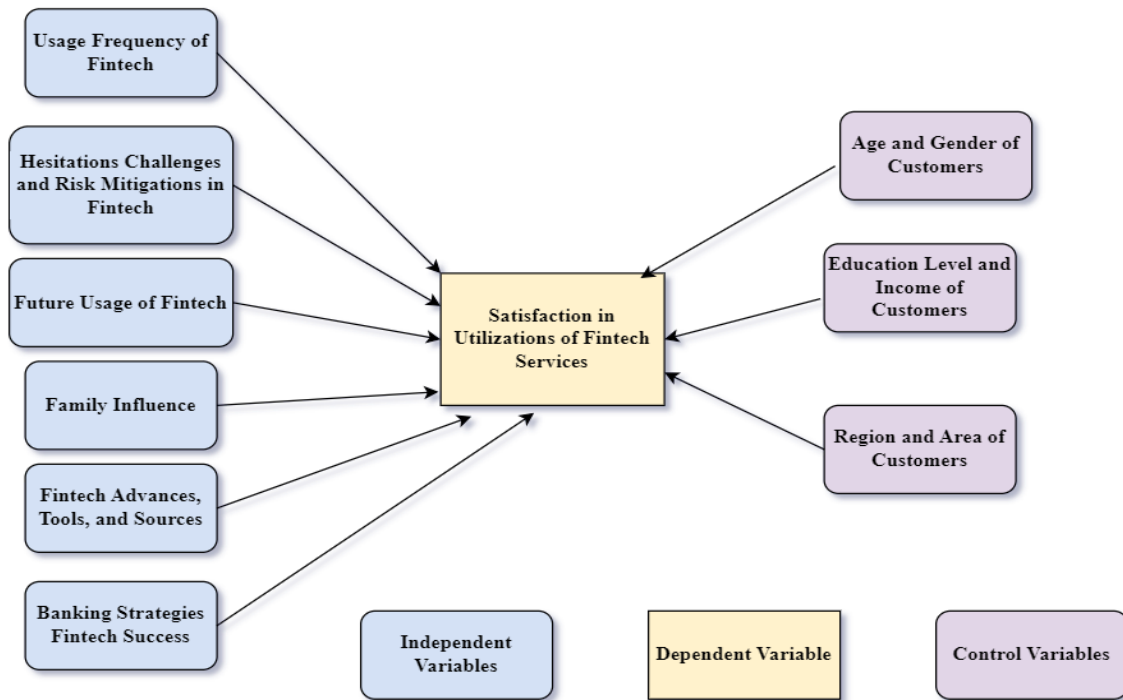 Usage Frequency of
Fintech
Hesitations Challenges
and Risk Mitigations in
Fintech
Future Usage of Fintech
Family Influence
Fintech Advances,
Tools, and Sources
Banking Strategies
Fintech Success
Satisfaction in
Utilizations of Fintech
Services
Age and Gender of
Customers
Education Level and
Income of
Customers
Region and Area of
Customers
Independent
Variables
Dependent Variable
Control Variables